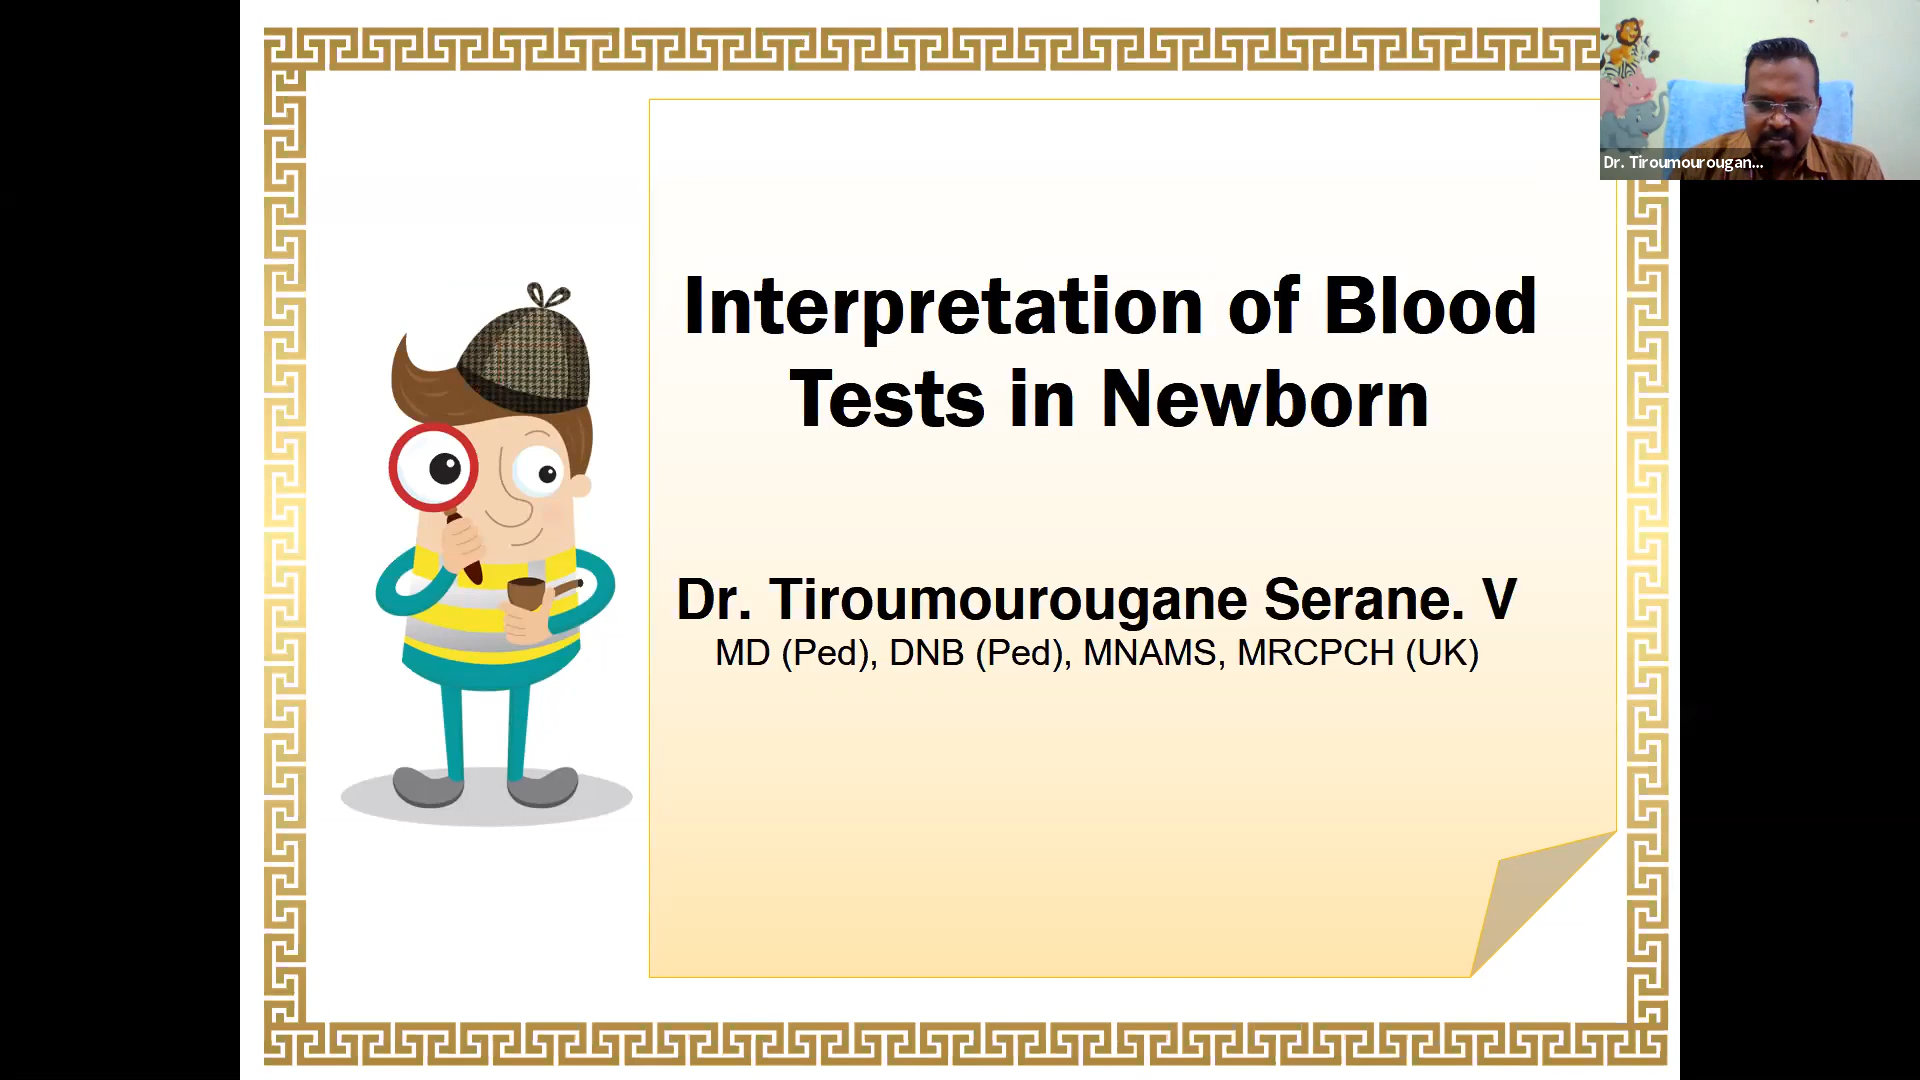 Dr. Tiroumourougan...
Interpretation of Blood
Tests in Newborn
Dr. Tiroumourougane Serane. V
MD (Ped), DNB (Ped), MNAMS, MRCPCH (UK)